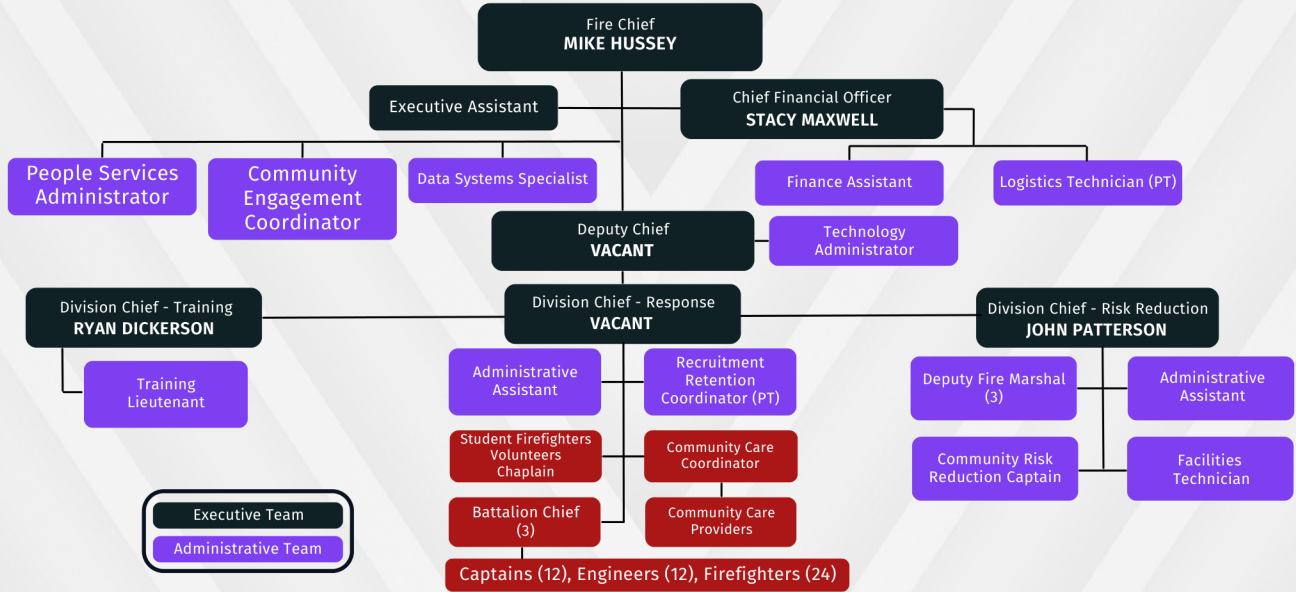 Fire Chief
MIKE HUSSEY
Executive Assistant
Chief Financial Officer
STACY MAXWELL
People Services
Administrator
Community
Engagement
Coordinator
Data Systems Specialist
Finance Assistant
Logistics Technician (PT)
Deputy Chief
VACANT
Technology
Administrator
Division Chief - Training
RYAN DICKERSON
Division Chief - Response
VACANT
Division Chief - Risk Reduction
JOHN PATTERSON
Training
Lieutenant
Administrative
Assistant
Recruitment
Retention
Coordinator (PT)
Deputy Fire Marshal
(3)
Administrative
Assistant
Student Firefighters
Volunteers
Chaplain
Community Care
Coordinator
Community Risk
Reduction Captain
Facilities
Technician
Battalion Chief
(3)
Community Care
Providers
Captains (12), Engineers (12), Firefighters (24)
Executive Team
Administrative Team